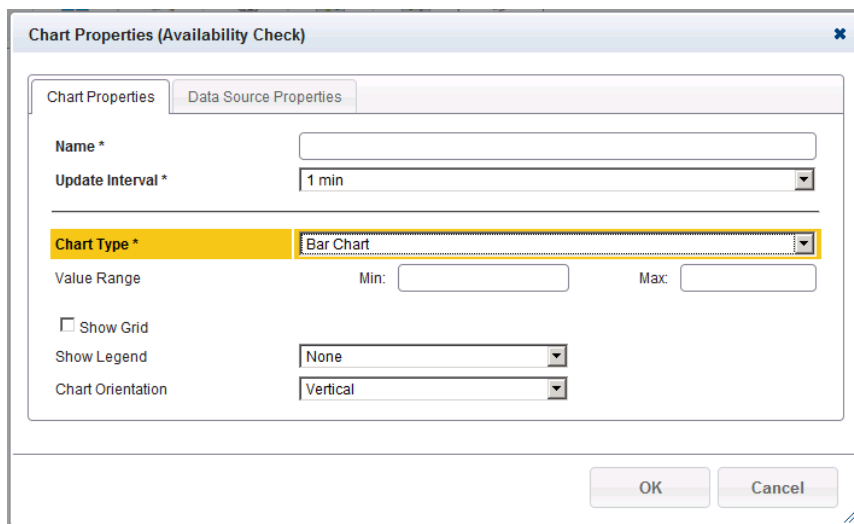 Chart Properties (Availability Check)
Chart Properties Data Source Properties
Name *
Update Interval * 1 min
Chart Type * Bar Chart
Value Range Min: Max:
Show Grid
Show Legend None
Chart Orientation Vertical
OK Cancel